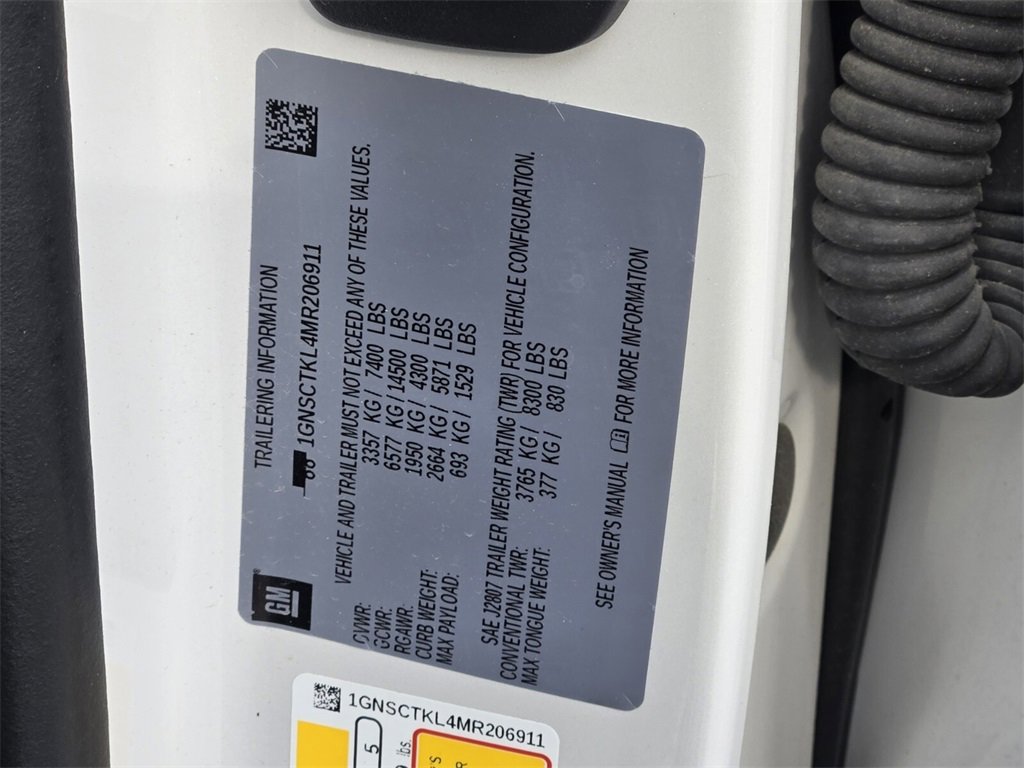 GM
TRAILERING INFORMATION
1GNSCTKL4MR206911
VEHICLE AND TRAILER MUST NOT EXCEED ANY OF THESE VALUES.
GVWR: 3357 KG/ 7400 LBS
GCWR: 6577 KG/14500 LBS
RGAWR: 1950 KG/ 4300 LBS
CURB WEIGHT: 2664 KG/ 5871 LBS
MAX PAYLOAD: 693 KG/ 1529 LBS
SAE J2807 TRAILER WEIGHT RATING (TWR) FOR VEHICLE CONFIGURATION.
CONVENTIONAL TWR: 3765 KG/ 8300 LBS
MAX TONGUE WEIGHT: 377 KG/ 830 LBS
SEE OWNER'S MANUAL FOR MORE INFORMATION
1GNSCTKL4MR206911
5
lbs.